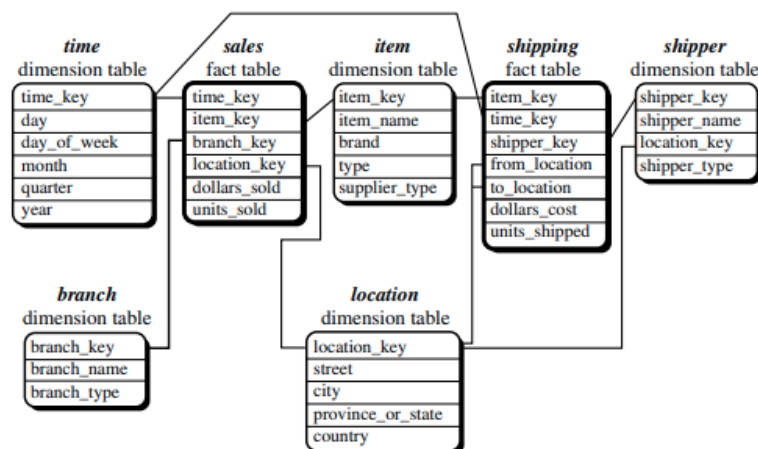 time
dimension table
time_key
day
day_of_week
month
quarter
year
sales
fact table
time_key
item_key
branch_key
location_key
dollars_sold
units_sold
item
dimension table
item_key
item_name
brand
type
supplier_type
shipping
fact table
item_key
time_key
shipper_key
from_location
to_location
dollars_cost
units_shipped
shipper
dimension table
shipper_key
shipper_name
location_key
shipper_type
branch
dimension table
branch_key
branch_name
branch_type
location
dimension table
location_key
street
city
province_or_state
country